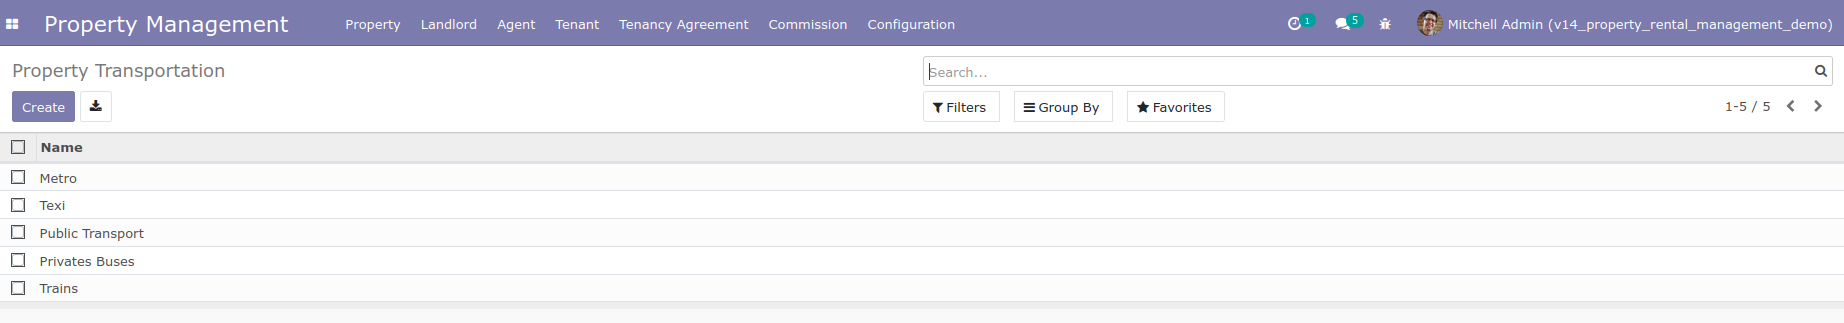 Property Management Property Landlord Agent Tenant Tenancy Agreement Commission Configuration 1 5 Mitchell Admin (v14_property_rental_management_demo)
Property Transportation Search...
Create Filters Group By Favorites 1-5 / 5
Name
Metro
Texi
Public Transport
Privates Buses
Trains